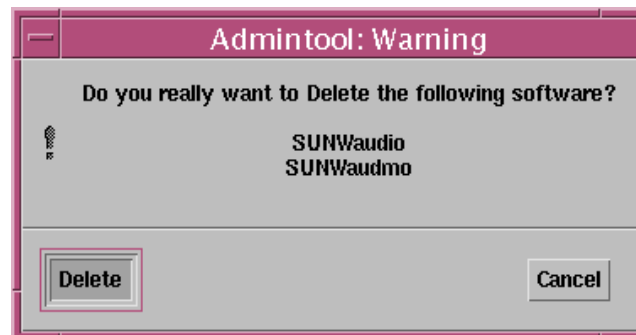 Admintool: Warning
Do you really want to Delete the following software?
SUNWaudio
SUNWaudmo
Delete
Cancel